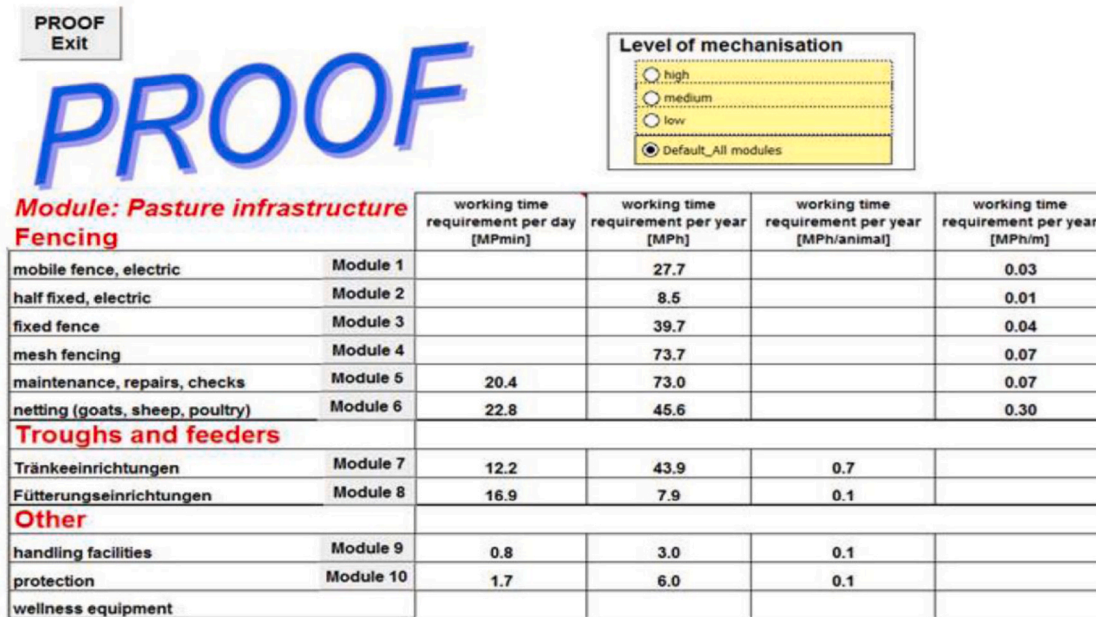 PROOF
Exit
PROOF
Level of mechanisation
high
medium
low
Default_All modules
Module: Pasture infrastructure
Fencing
working time requirement per day [MPmin]
working time requirement per year [MPh]
working time requirement per year [MPh/animal]
working time requirement per year [MPh/m]
mobile fence, electric Module 1 27.7 0.03
half fixed, electric Module 2 8.5 0.01
fixed fence Module 3 39.7 0.04
mesh fencing Module 4 73.7 0.07
maintenance, repairs, checks Module 5 20.4 73.0 0.07
netting (goats, sheep, poultry) Module 6 22.8 45.6 0.30
Troughs and feeders
Tränkeeinrichtungen Module 7 12.2 43.9 0.7
Fütterungseinrichtungen Module 8 16.9 7.9 0.1
Other
handling facilities Module 9 0.8 3.0 0.1
protection Module 10 1.7 6.0 0.1
wellness equipment